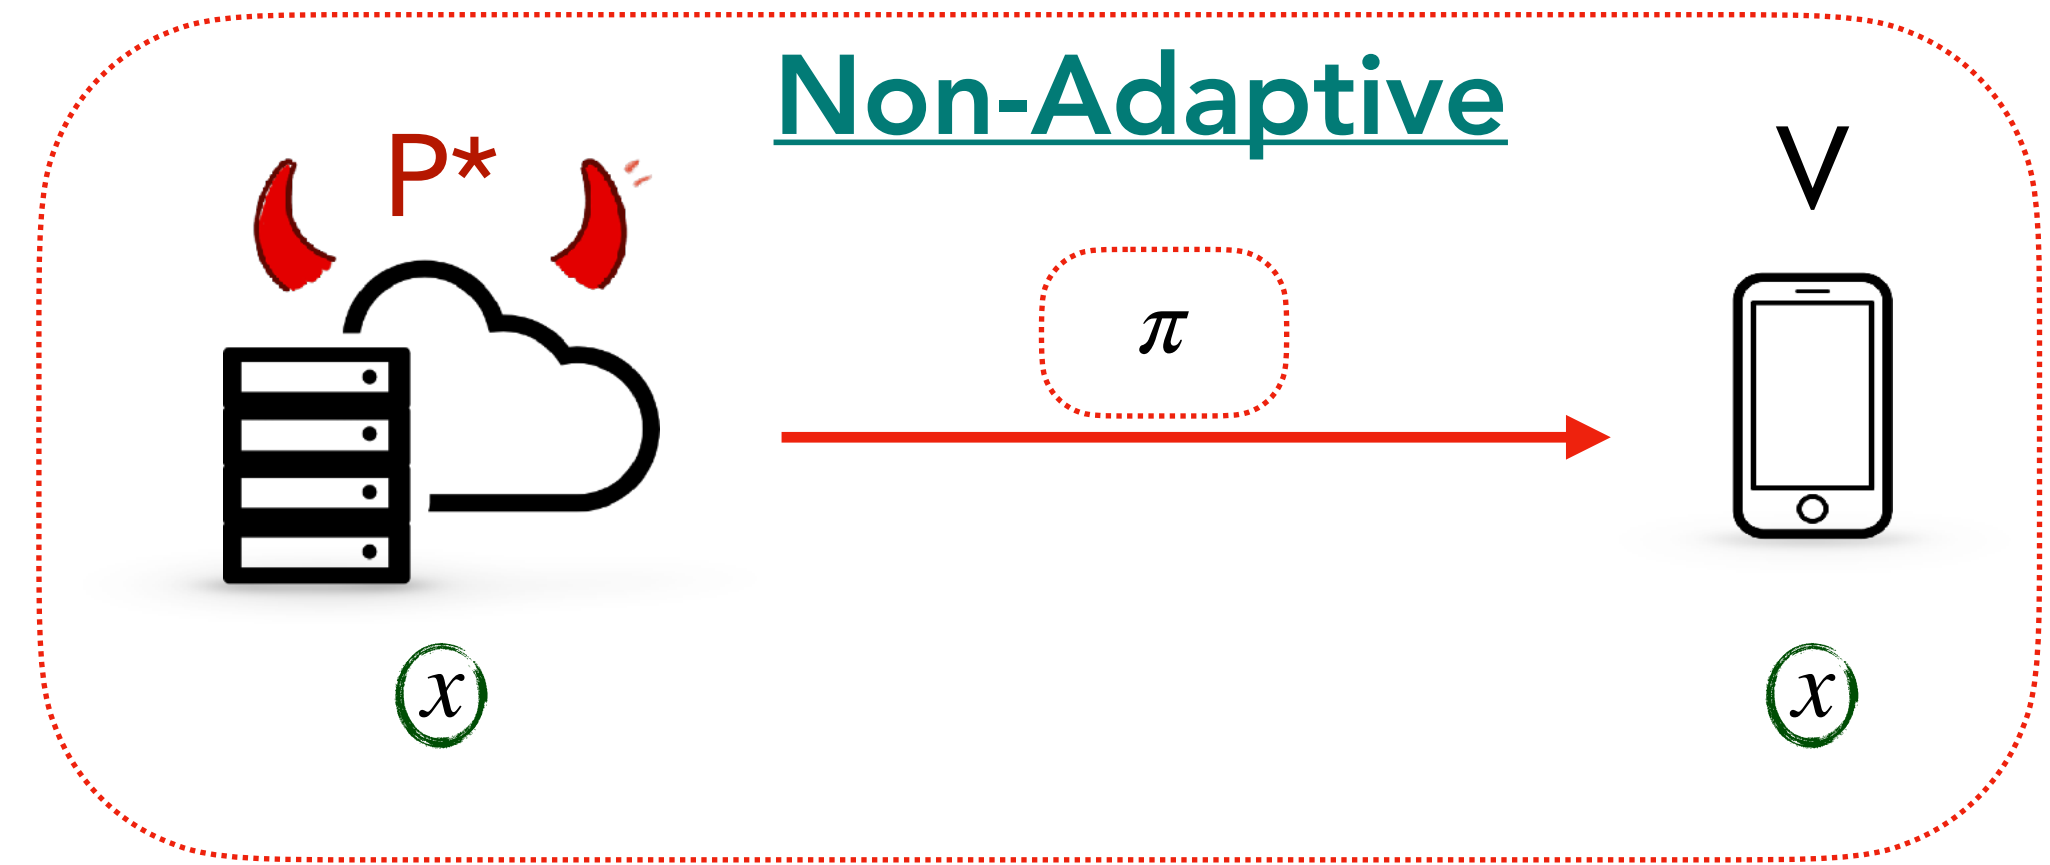 Non-Adaptive
P*
V
π
x
x